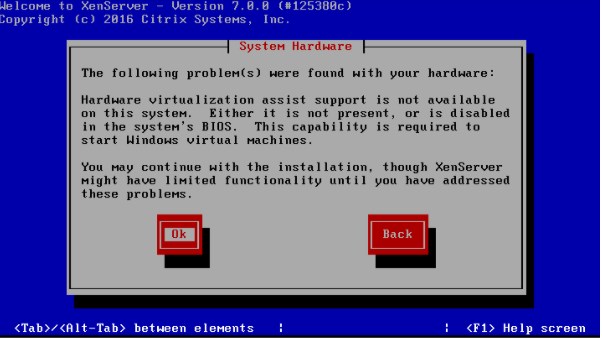 Welcome to XenServer - Version 7.0.0 (#125380c)
Copyright (c) 2016 Citrix Systems, Inc.
System Hardware
The following problem(s) were found with your hardware:
Hardware virtualization assist support is not available
on this system.  Either it is not present, or is disabled
in the system's BIOS.  This capability is required to
start Windows virtual machines.
You may continue with the installation, though XenServer
might have limited functionality until you have addressed
these problems.
Ok Back
<Tab>/<Alt-Tab> between elements | | <F1> Help screen